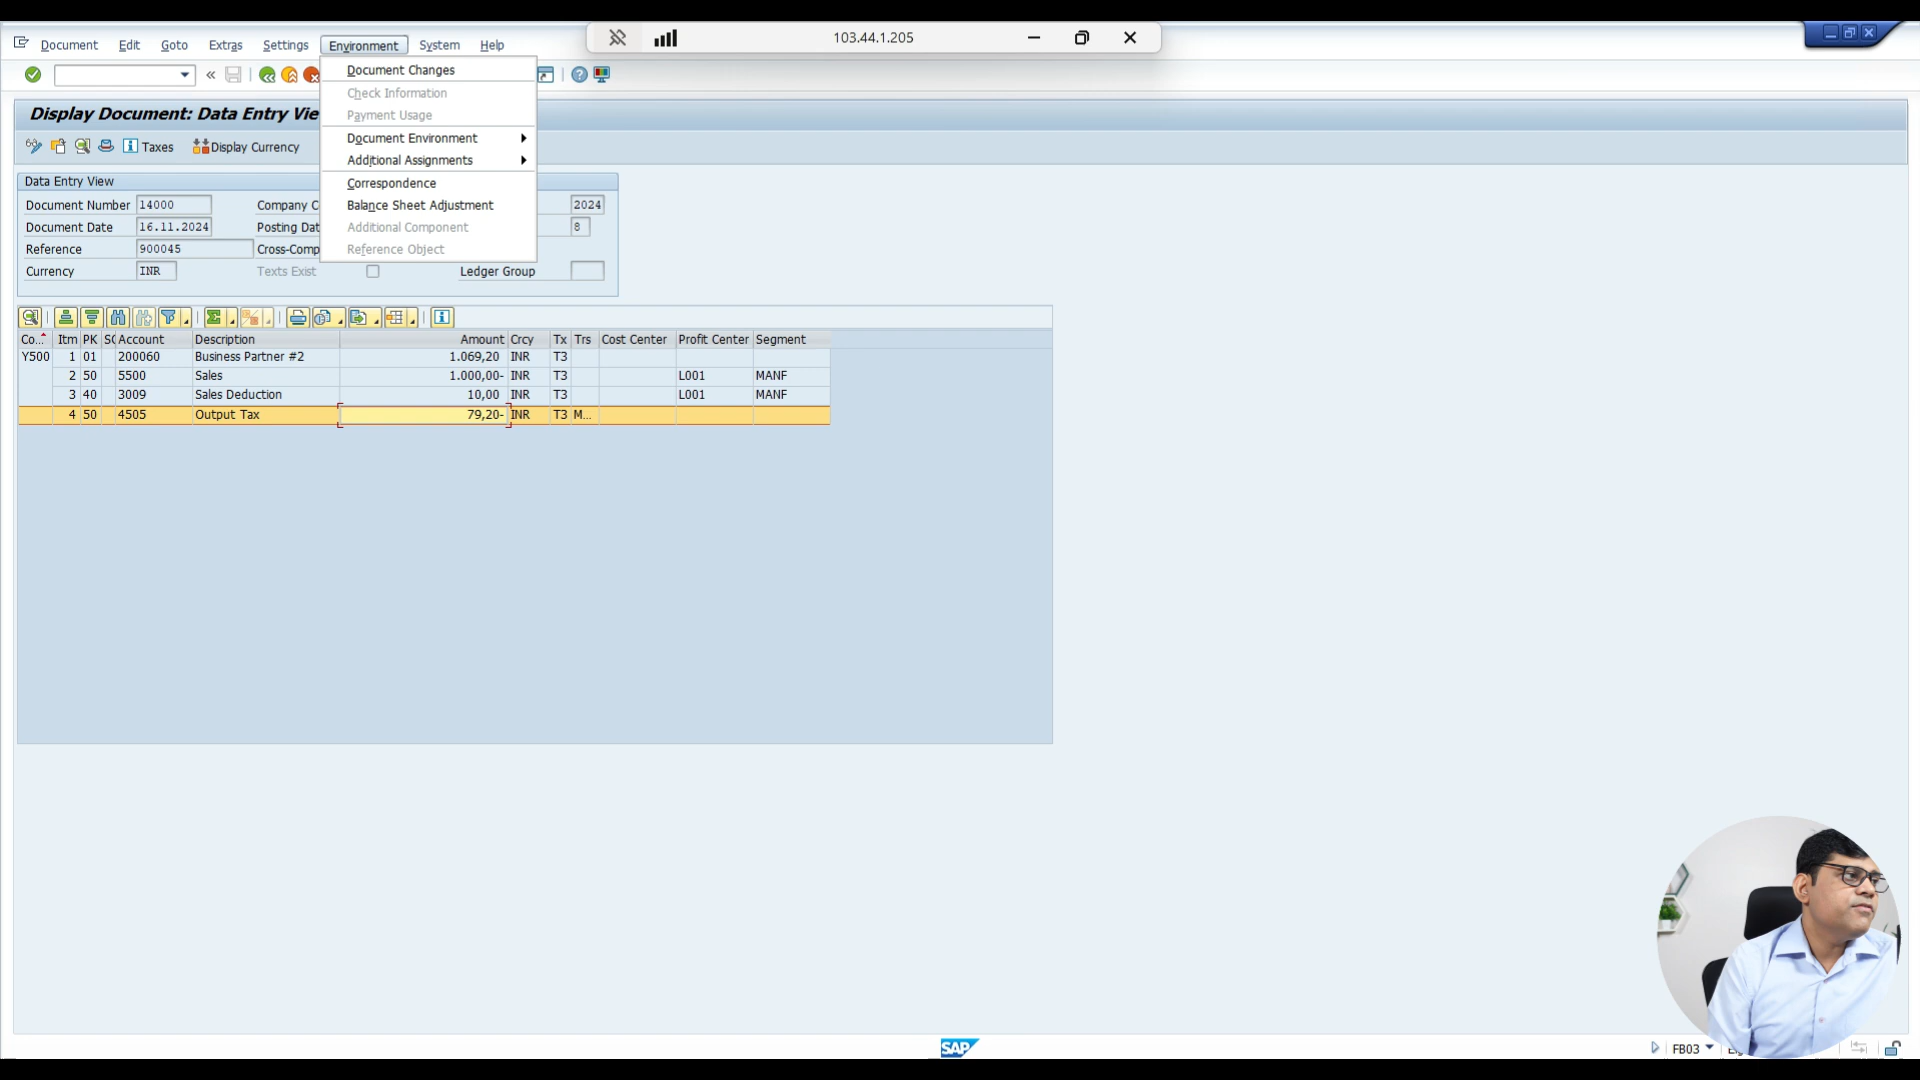 Document Edit Goto Extras Settings Environment System Help
103.44.1.205
Document Changes
Check Information
Payment Usage
Document Environment
Additional Assignments
Correspondence
Balance Sheet Adjustment
Additional Component
Reference Object
Display Document: Data Entry Vie
Taxes Display Currency
Data Entry View
Document Number 14000 Company C 2024
Document Date 16.11.2024 Posting Dat 8
Reference 900045 Cross-Comp
Currency INR Texts Exist Ledger Group
Co.. Itm PK SC Account Description Amount Crcy Tx Trs Cost Center Profit Center Segment
Y500 1 01 200060 Business Partner #2 1.069,20 INR T3
2 50 5500 Sales 1.000,00- INR T3 L001 MANF
3 40 3009 Sales Deduction 10,00 INR T3 L001 MANF
4 50 4505 Output Tax 79,20- INR T3 M...
SAP
FB03